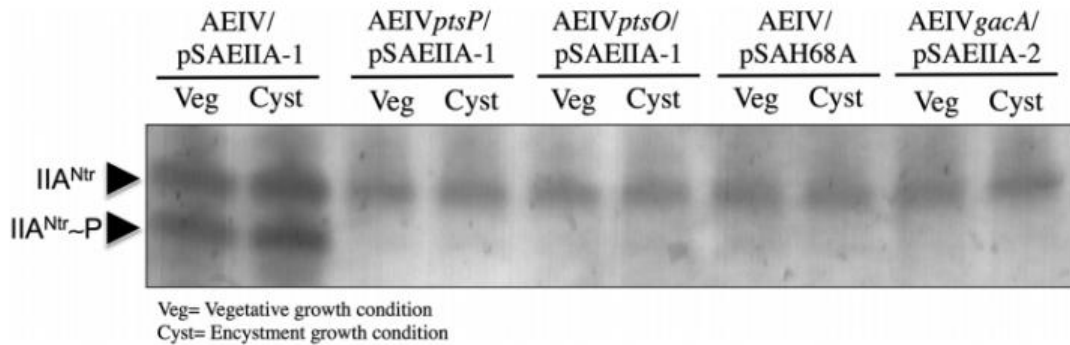 AEIV/ AEIVptsP/ AEIVptsO/ AEIV/ AEIVgacA/
pSAEIIA-1 pSAEIIA-1 pSAEIIA-1 pSAH68A pSAEIIA-2
Veg Cyst Veg Cyst Veg Cyst Veg Cyst Veg Cyst
IIANtr
IIANtr~P
Veg= Vegetative growth condition
Cyst= Encystment growth condition